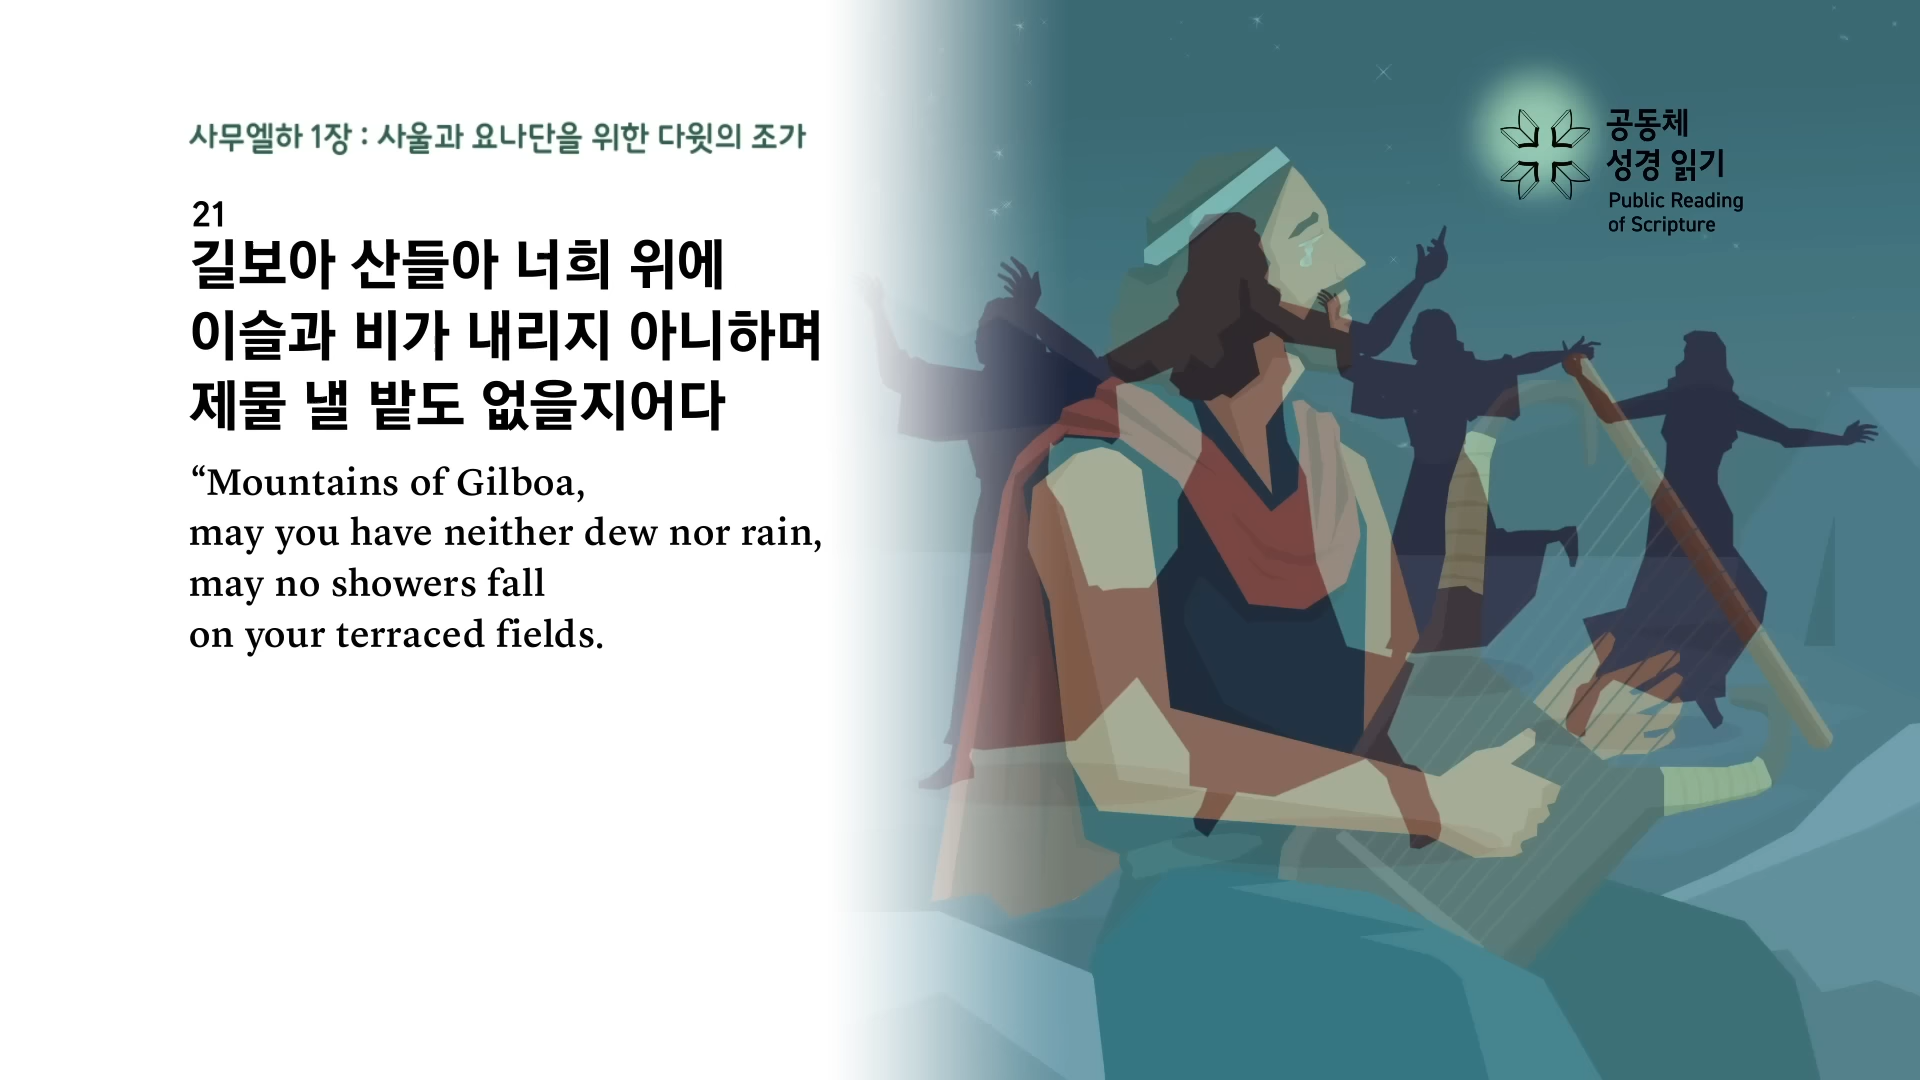 사무엘하 1장 : 사울과 요나단을 위한 다윗의 조가
21
길보아 산들아 너희 위에
이슬과 비가 내리지 아니하며
제물 낼 밭도 없을지어다
“Mountains of Gilboa,
may you have neither dew nor rain,
may no showers fall
on your terraced fields.
공동체
성경 읽기
Public Reading
of Scripture